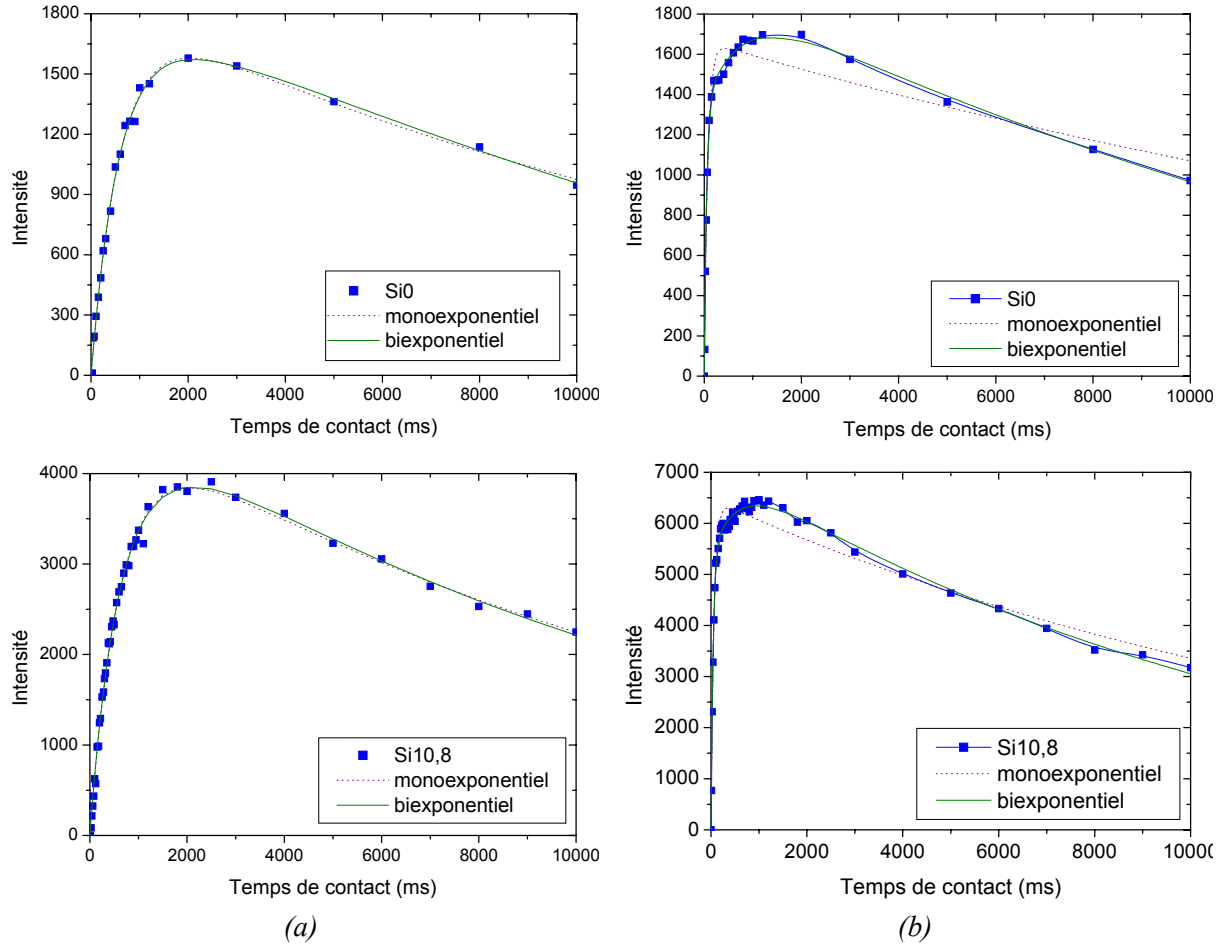 1800
1500
1200
900
600
300
0
Intensité
Si0
monoexponentiel
biexponentiel
0 2000 4000 6000 8000 10000
Temps de contact (ms)
1800
1600
1400
1200
1000
800
600
400
200
0
Intensité
Si0
monoexponentiel
biexponentiel
0 2000 4000 6000 8000 10000
Temps de contact (ms)
4000
3000
2000
1000
0
Intensité
Si10,8
monoexponentiel
biexponentiel
0 2000 4000 6000 8000 10000
Temps de contact (ms)
(a)
7000
6000
5000
4000
3000
2000
1000
0
Intensité
Si10,8
monoexponentiel
biexponentiel
0 2000 4000 6000 8000 10000
Temps de contact (ms)
(b)